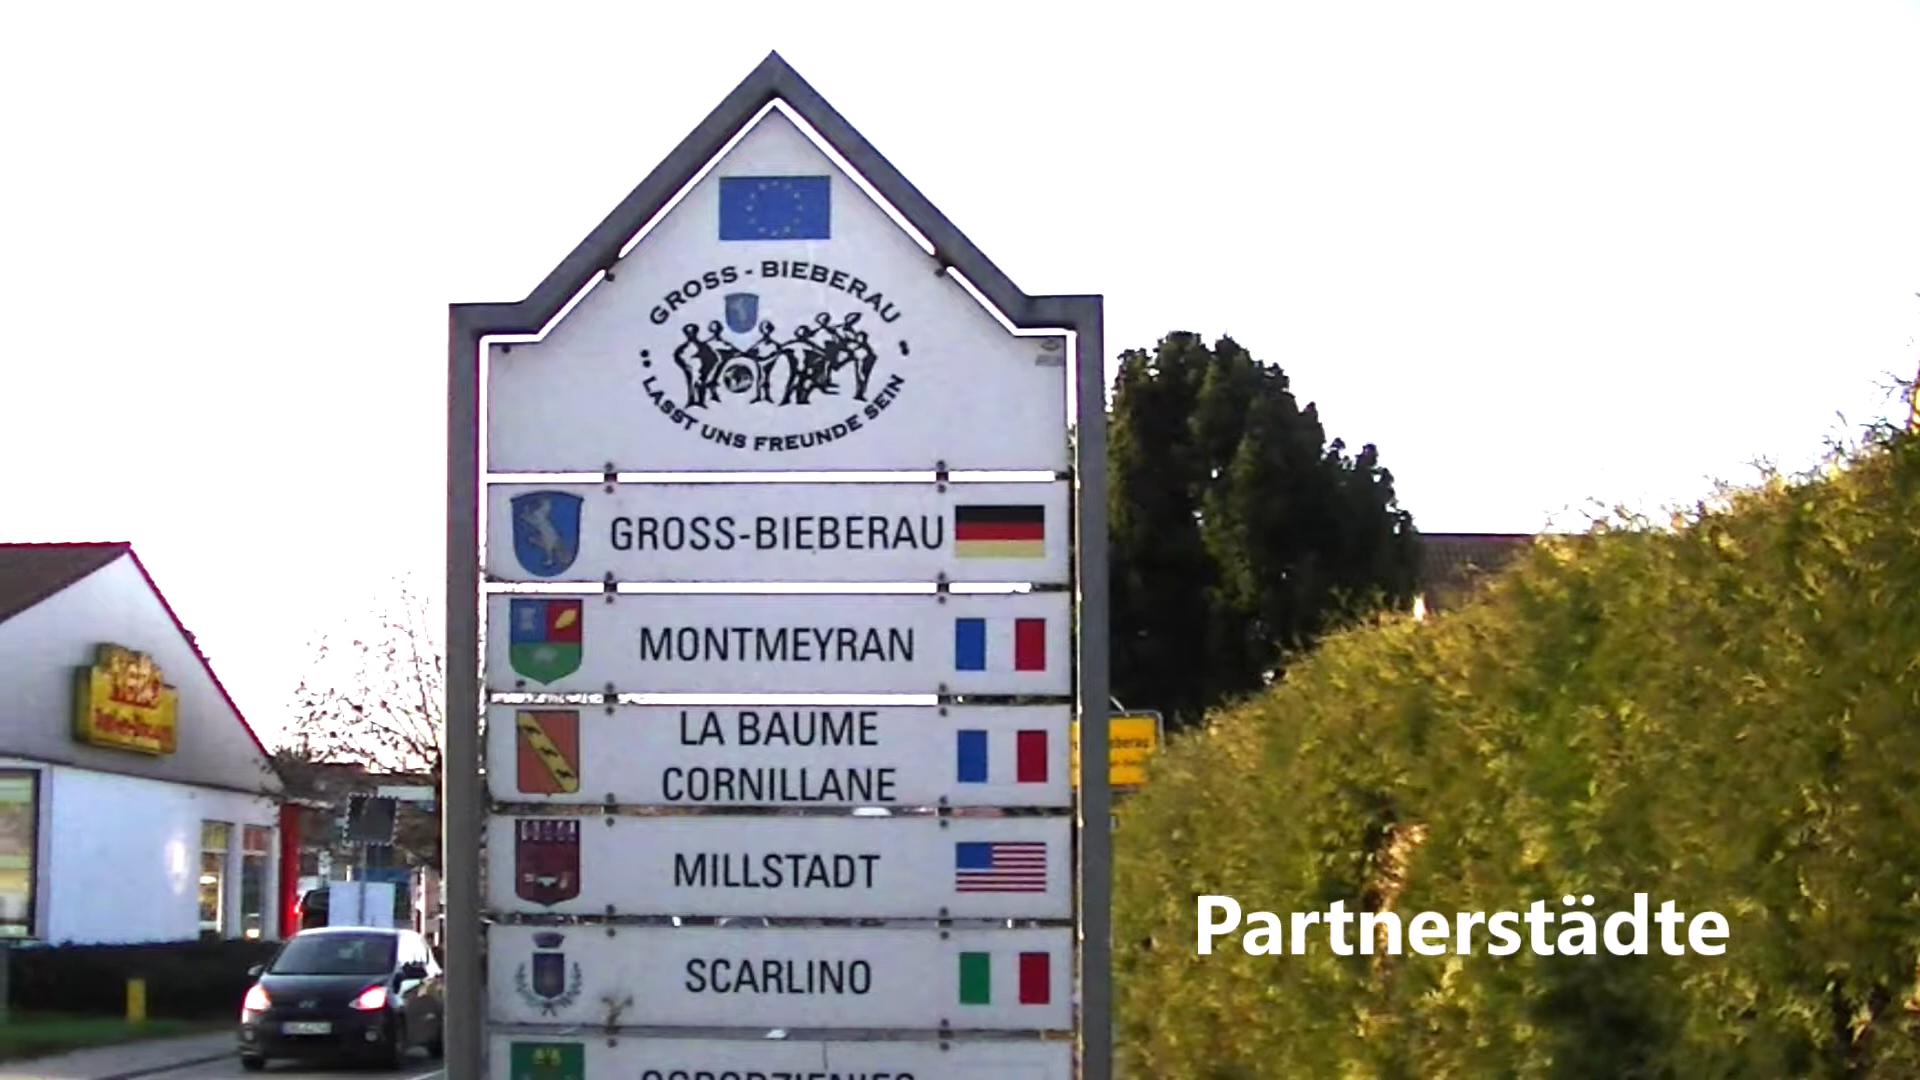 GROSS - BIEBERAU
LASST UNS FREUNDE SEIN
GROSS-BIEBERAU
MONTMEYRAN
LA BAUME
CORNILLANE
MILLSTADT
SCARLINO
Partnerstädte